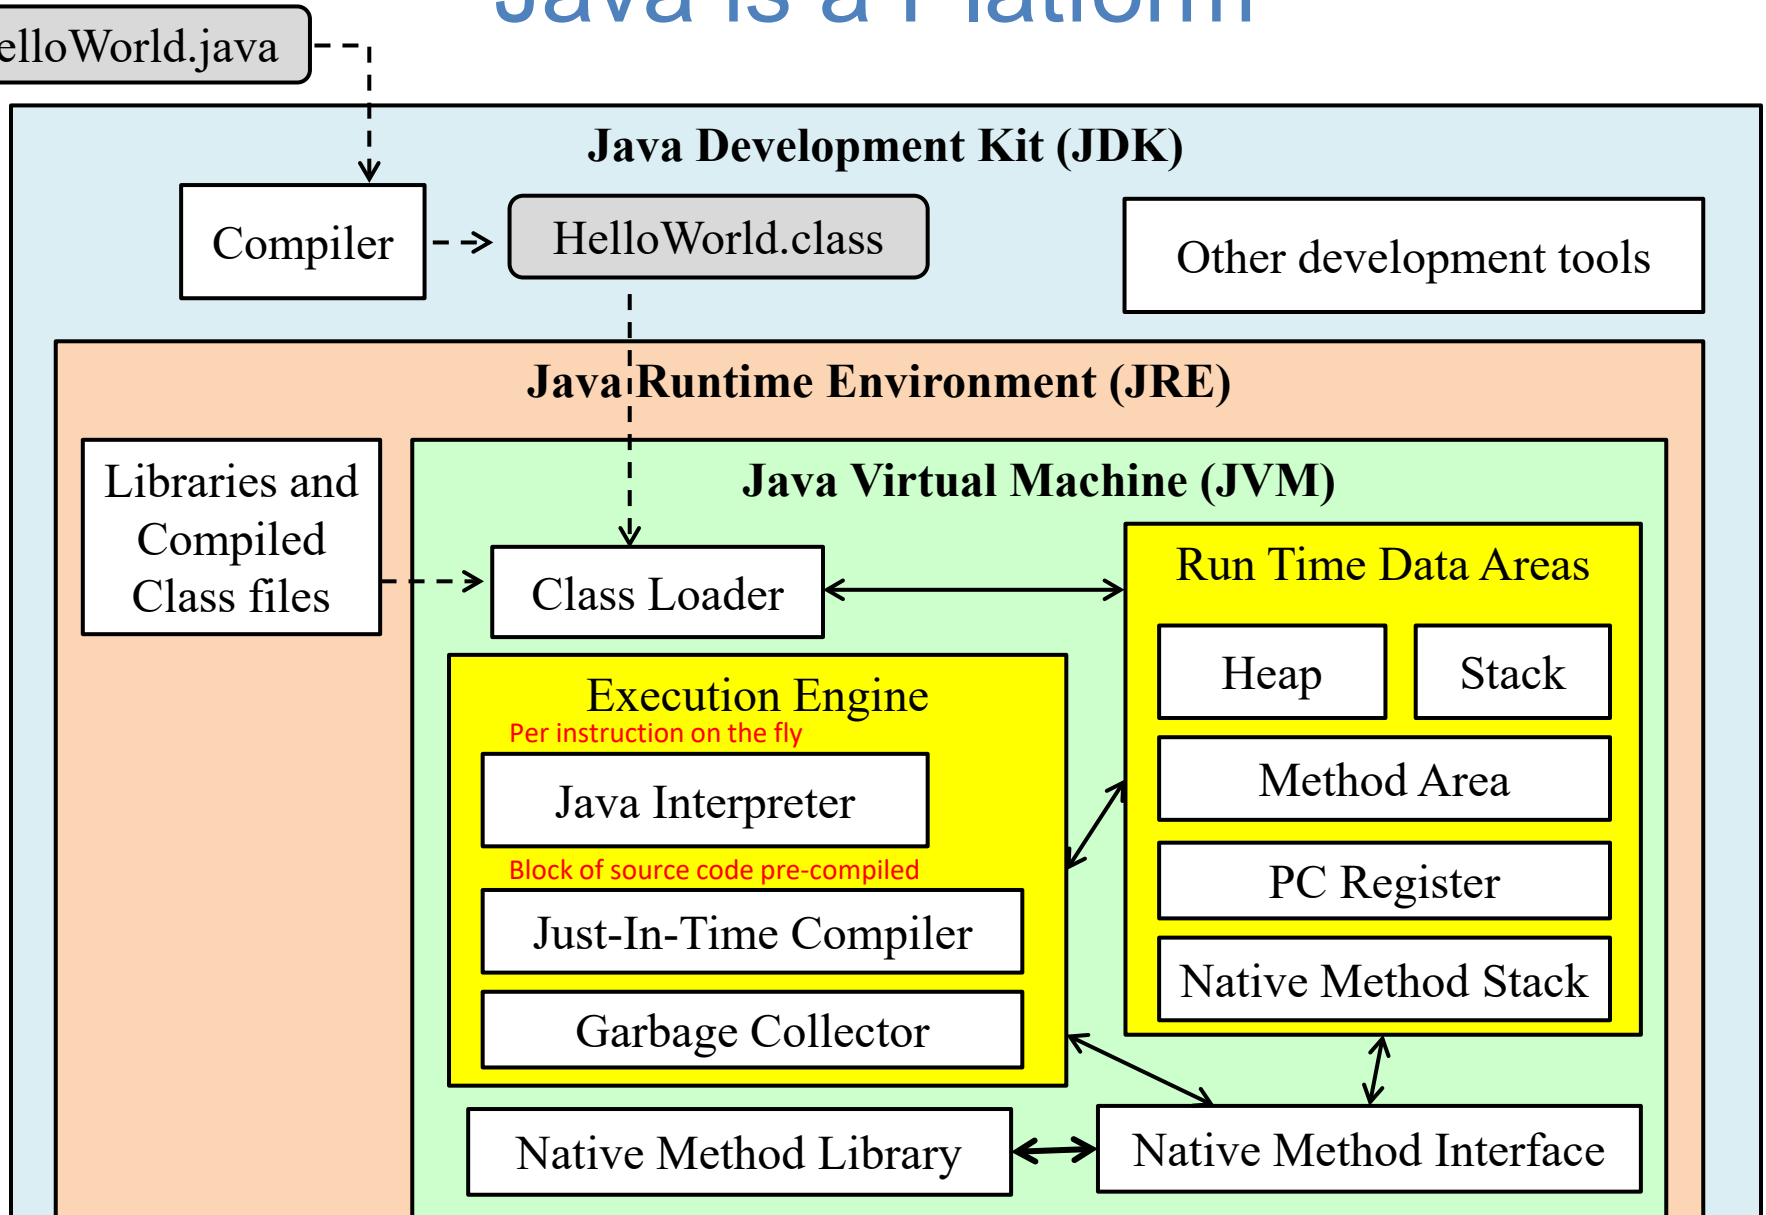 Java is a Platform
elloWorld.java
Java Development Kit (JDK)
Compiler
HelloWorld.class
Other development tools
Java Runtime Environment (JRE)
Libraries and
Compiled
Class files
Java Virtual Machine (JVM)
Class Loader
Run Time Data Areas
Heap
Stack
Method Area
PC Register
Native Method Stack
Execution Engine
Per instruction on the fly
Java Interpreter
Block of source code pre-compiled
Just-In-Time Compiler
Garbage Collector
Native Method Library
Native Method Interface